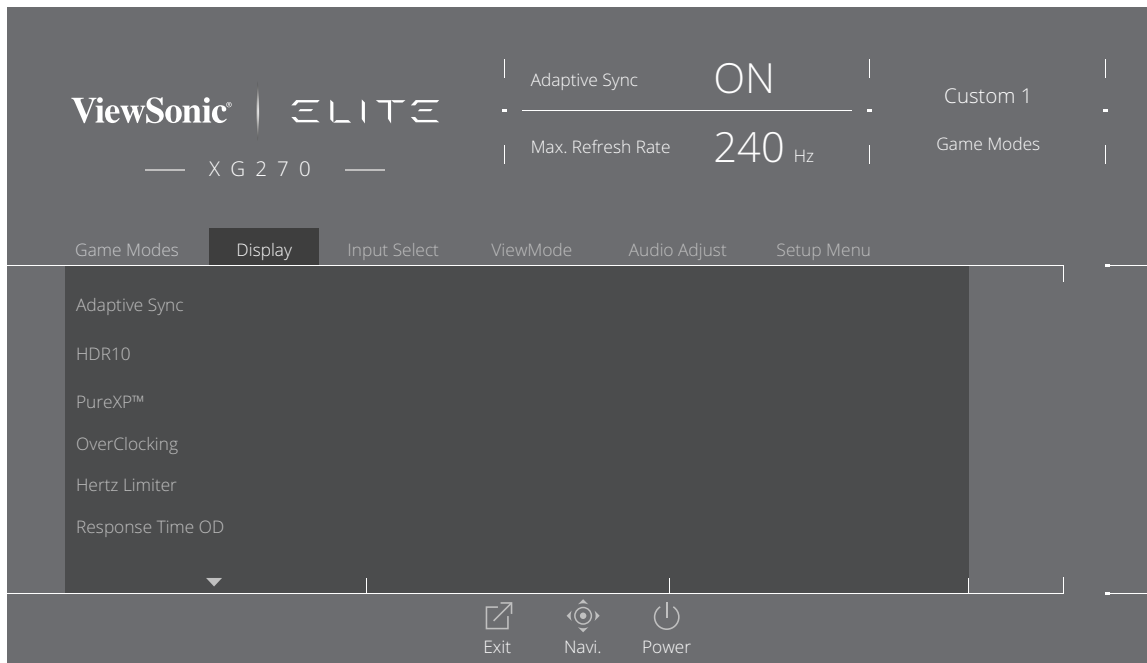 ViewSonic® ELITE
XG270
Adaptive Sync ON
Max. Refresh Rate 240 Hz
Custom 1
Game Modes
Game Modes Display Input Select ViewMode Audio Adjust Setup Menu
Adaptive Sync
HDR10
PureXP™
OverClocking
Hertz Limiter
Response Time OD
Exit Navi. Power